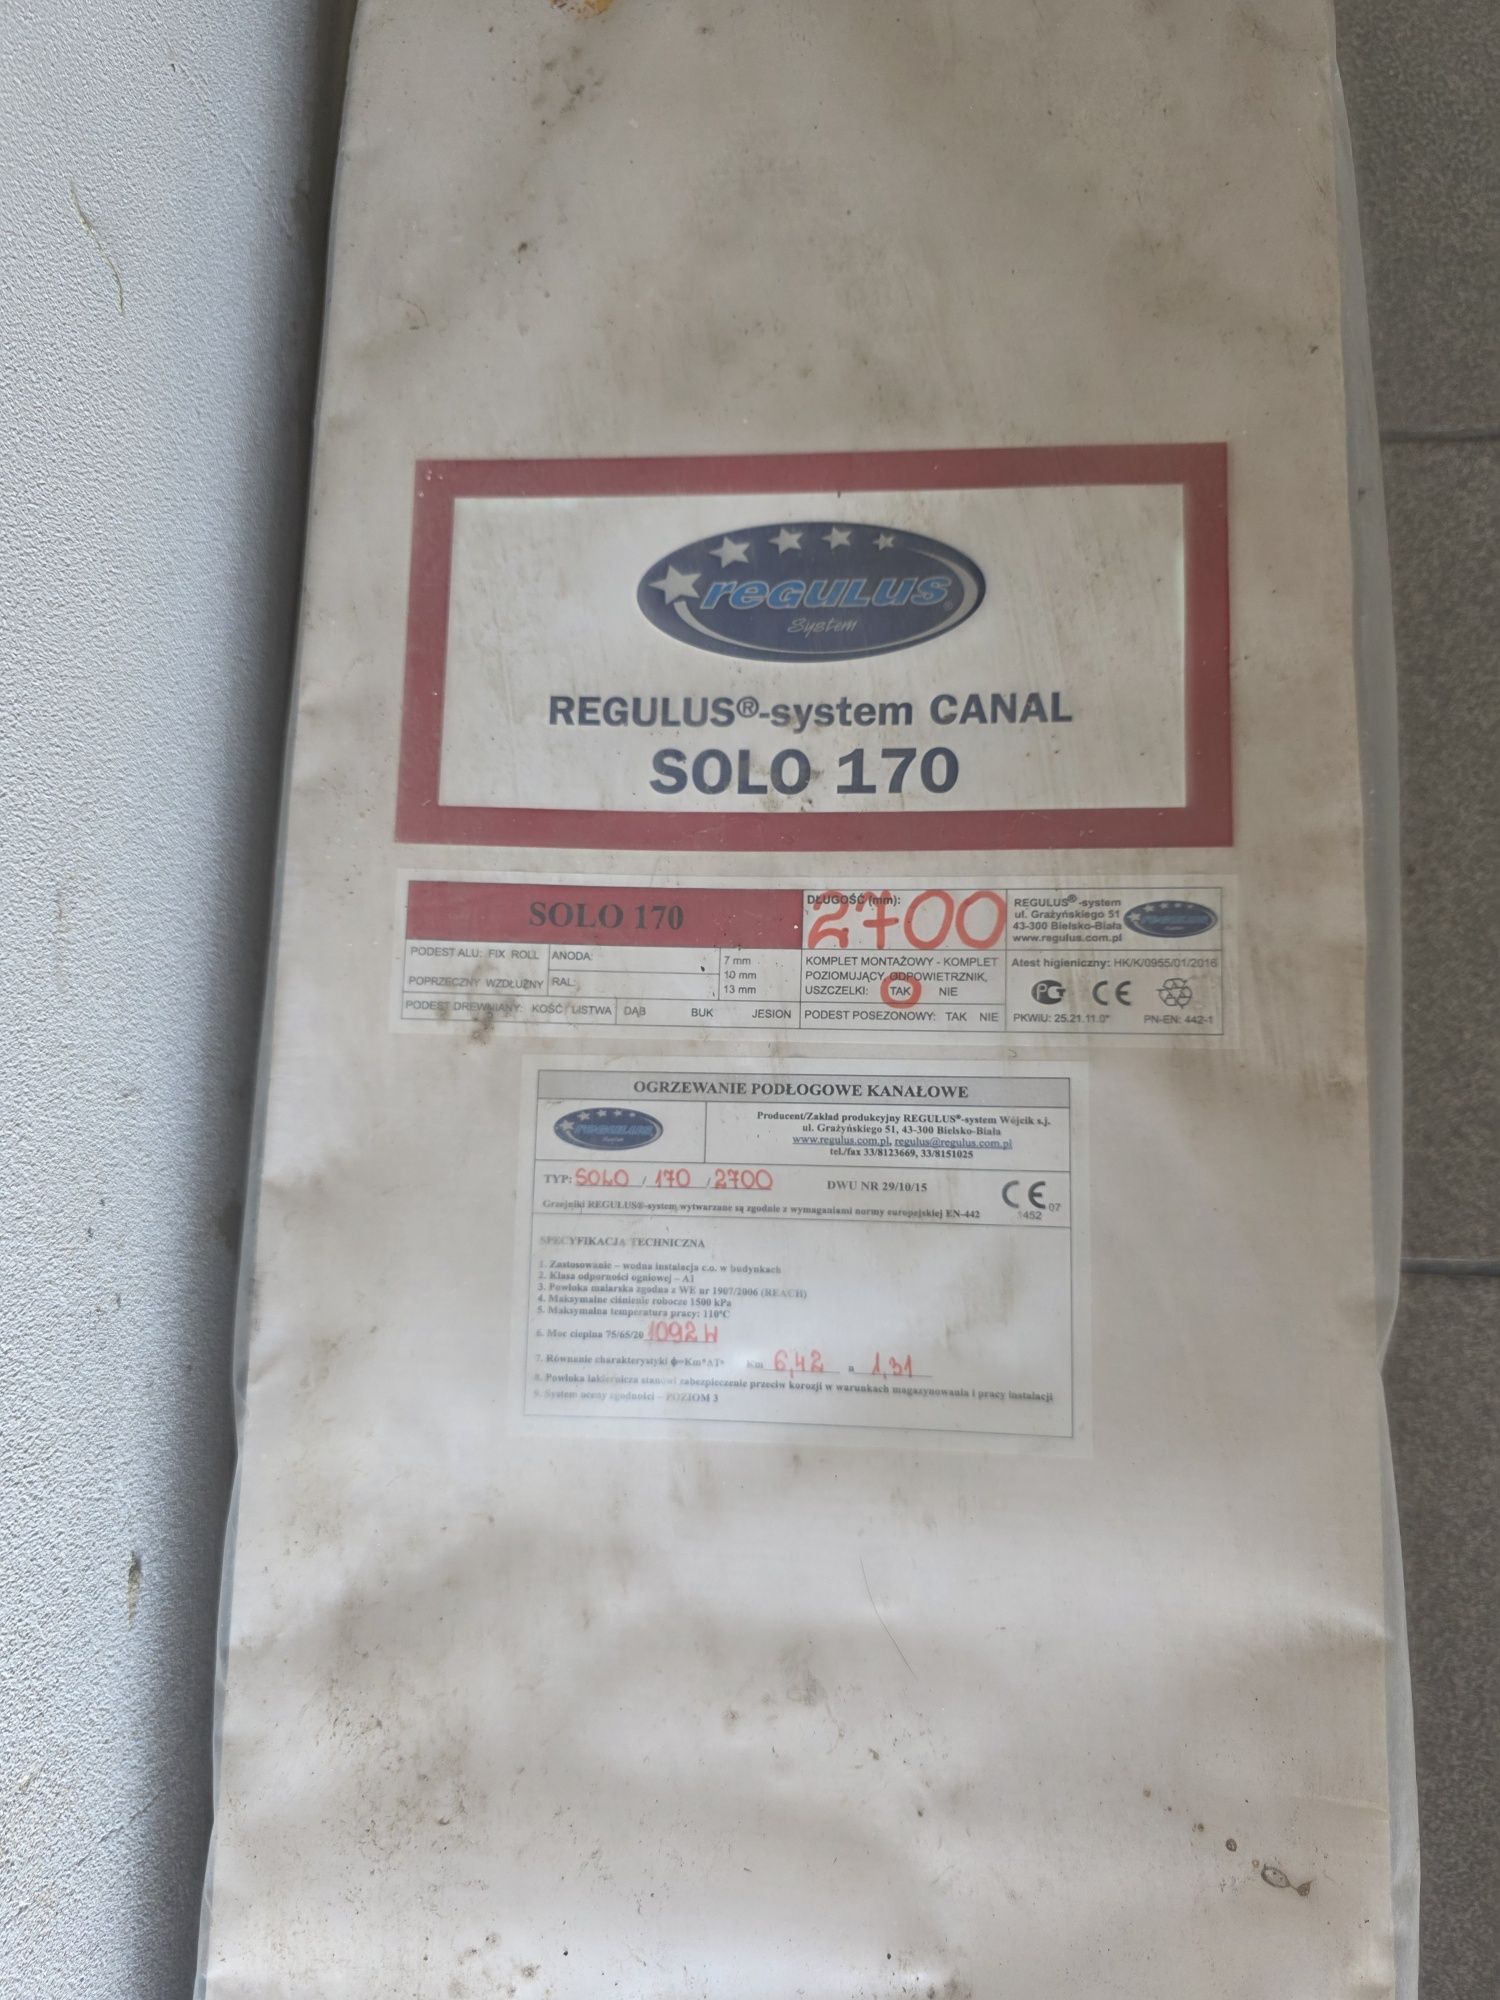 REGULUS®
System
REGULUS®-system CANAL
SOLO 170
SOLO 170
DŁUGOŚĆ (mm): 2700
REGULUS®-system
ul. Grażyńskiego 51
43-300 Bielsko-Biała
www.regulus.com.pl
REGULUS
PODEST ALU: FIX ROLL
POPRZECZNY WZDŁUŻNY
ANODA:
RAL:
7 mm
10 mm
13 mm
KOMPLET MONTAŻOWY - KOMPLET
POZIOMUJĄCY, ODPOWIETRZNIK,
USZCZELKI: TAK NIE
Atest higieniczny: HK/K/0955/01/2016
PG CE
PODEST DREWNIANY: KOŚĆ LISTWA DĄB BUK JESION
PODEST POSEZONOWY: TAK NIE
PKWiU: 25.21.11.0* PN-EN: 442-1
OGRZEWANIE PODŁOGOWE KANAŁOWE
REGULUS
System
Producent/Zakład produkcyjny REGULUS®-system Wójcik s.j.
ul. Grażyńskiego 51, 43-300 Bielsko-Biała
www.regulus.com.pl, regulus@regulus.com.pl
tel./fax 33/8123669, 33/8151025
TYP: SOLO / 170 / 2700 DWU NR 29/10/15
CE 07
1452
Grzejniki REGULUS®-system wytwarzane są zgodnie z wymaganiami normy europejskiej EN-442
SPECYFIKACJA TECHNICZNA
1. Zastosowanie – wodna instalacja c.o. w budynkach
2. Klasa odporności ogniowej – A1
3. Powłoka malarska zgodna z WE nr 1907/2006 (REACH)
4. Maksymalne ciśnienie robocze 1500 kPa
5. Maksymalna temperatura pracy: 110°C
6. Moc cieplna 75/65/20 1092 W
7. Równanie charakterystyki ϕ=Km*ΔTⁿ Km 6,42 n 1,31
8. Powłoka lakiernicza stanowi zabezpieczenie przeciw korozji w warunkach magazynowania i pracy instalacji
9. System oceny zgodności – POZIOM 3